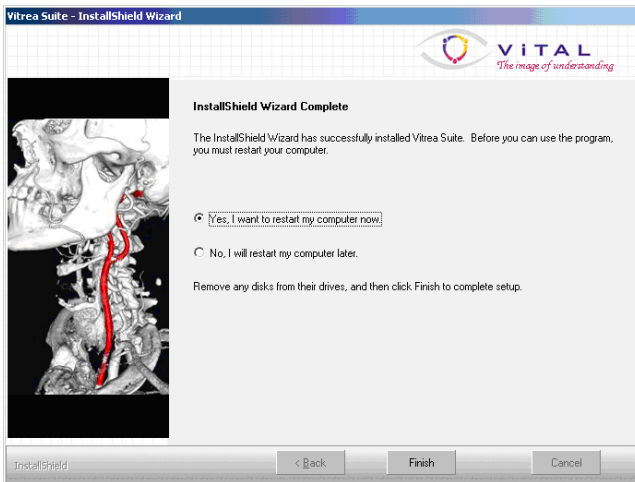 Vitrea Suite - InstallShield Wizard
ViTAL
The image of understanding
InstallShield Wizard Complete
The InstallShield Wizard has successfully installed Vitrea Suite. Before you can use the program,
you must restart your computer.
Yes, I want to restart my computer now.
No, I will restart my computer later.
Remove any disks from their drives, and then click Finish to complete setup.
InstallShield
< Back
Finish
Cancel